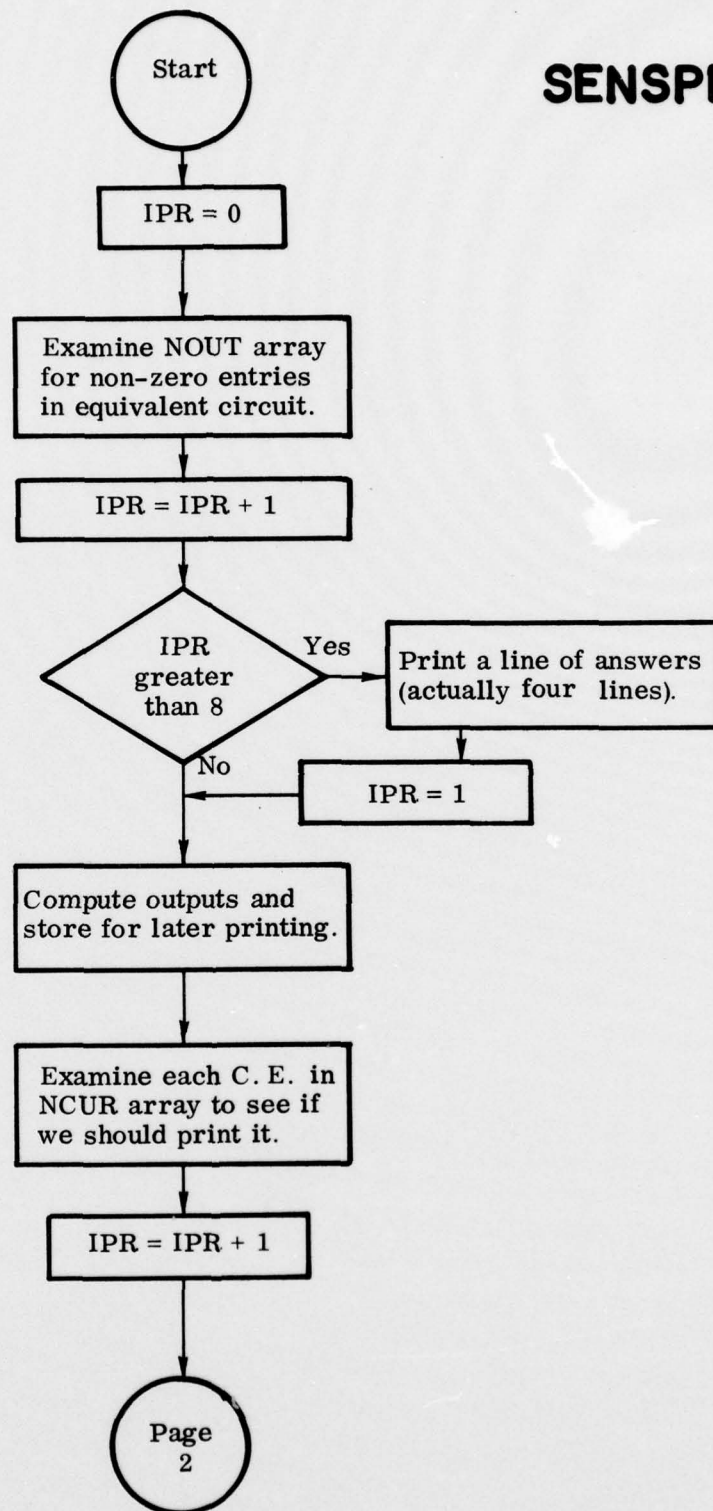 Start
SENSP
IPR = 0
Examine NOUT array
for non-zero entries
in equivalent circuit.
IPR = IPR + 1
IPR
greater
than 8
Yes
Print a line of answers
(actually four lines).
No
IPR = 1
Compute outputs and
store for later printing.
Examine each C. E. in
NCUR array to see if
we should print it.
IPR = IPR + 1
Page
2